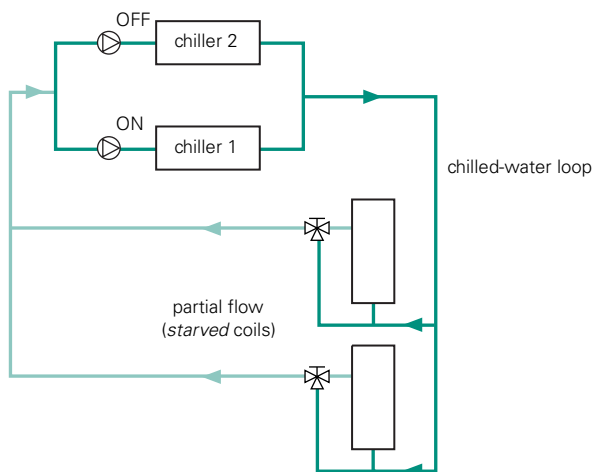 OFF
chiller 2
ON
chiller 1
chilled-water loop
partial flow
(starved coils)